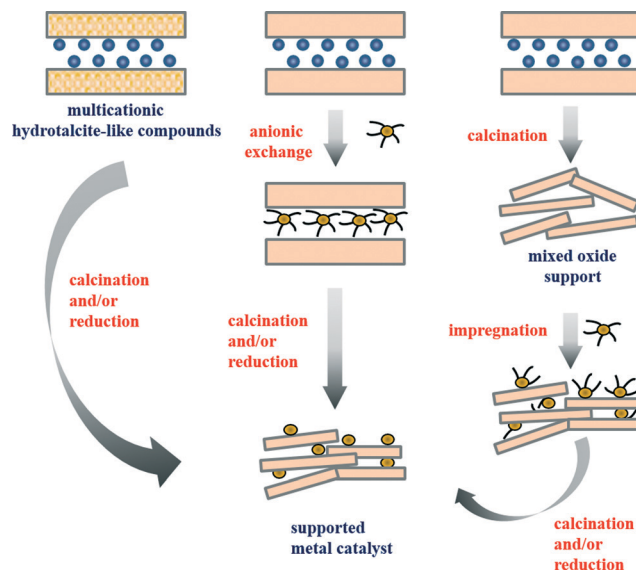 multicationic
hydrotalcite-like compounds
anionic
exchange
calcination
mixed oxide
support
calcination
and/or
reduction
calcination
and/or
reduction
impregnation
supported
metal catalyst
calcination
and/or
reduction